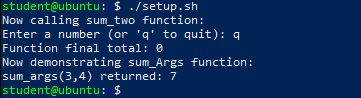 student@ubuntu: $ ./setup.sh
Now calling sum_two function:
Enter a number (or 'q' to quit): q
Function final total: 0
Now demonstrating sum_Args function:
sum_args(3,4) returned: 7
student@ubuntu: $